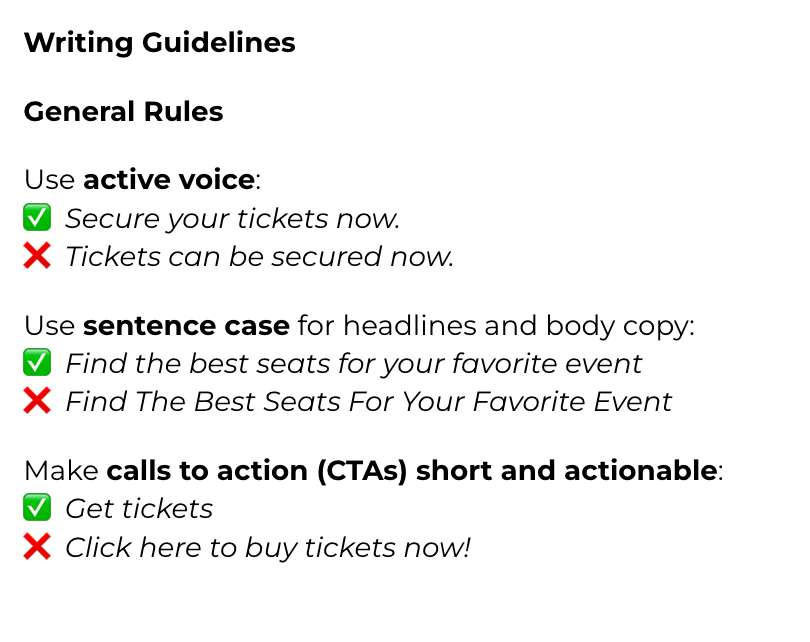 Writing Guidelines
General Rules
Use active voice:
✅ Secure your tickets now.
❌ Tickets can be secured now.
Use sentence case for headlines and body copy:
✅ Find the best seats for your favorite event
❌ Find The Best Seats For Your Favorite Event
Make calls to action (CTAs) short and actionable:
✅ Get tickets
❌ Click here to buy tickets now!